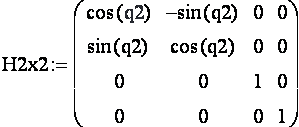 cos(q2) −sin(q2) 0 0
sin(q2) cos(q2) 0 0
H2x2:=
0 0 1 0
0 0 0 1